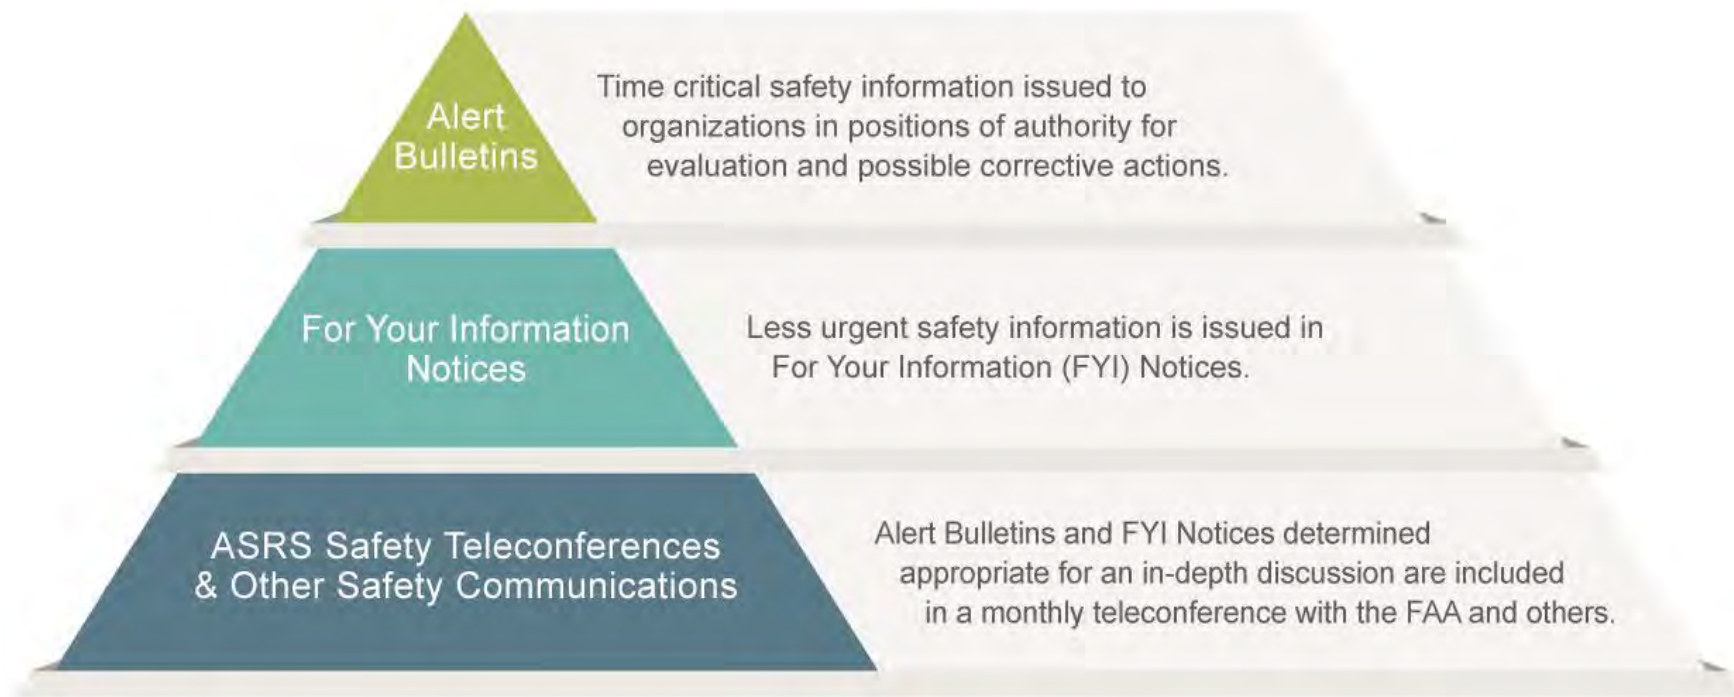 Alert
Bulletins
Time critical safety information issued to
organizations in positions of authority for
evaluation and possible corrective actions.
For Your Information
Notices
Less urgent safety information is issued in
For Your Information (FYI) Notices.
ASRS Safety Teleconferences
& Other Safety Communications
Alert Bulletins and FYI Notices determined
appropriate for an in-depth discussion are included
in a monthly teleconference with the FAA and others.